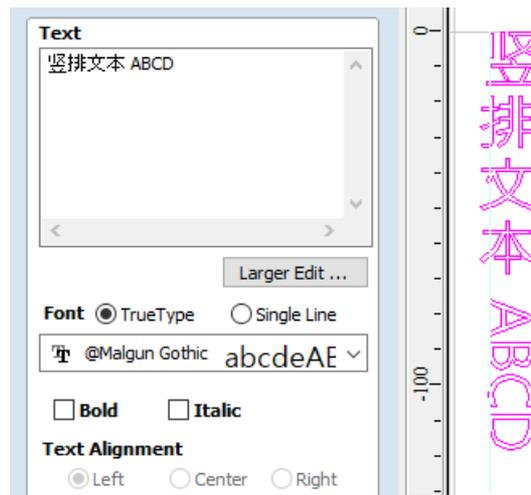 Text
竖排文本 ABCD
Larger Edit ...
Font TrueType Single Line
@Malgun Gothic abcdeAE
Bold Italic
Text Alignment
Left Center Right
0
-100
竖排文本 ABCD